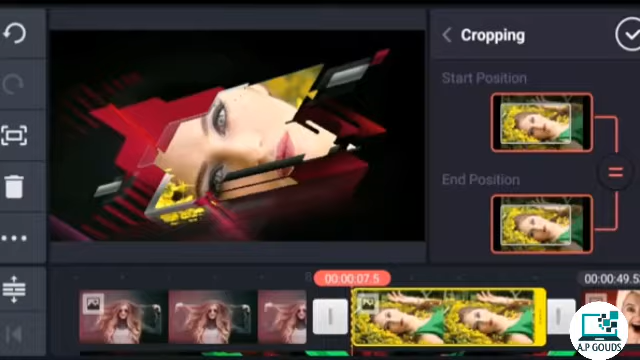 Cropping
Start Position
End Position
00:00:07.5
00:00:49.5
A.P GOUDS